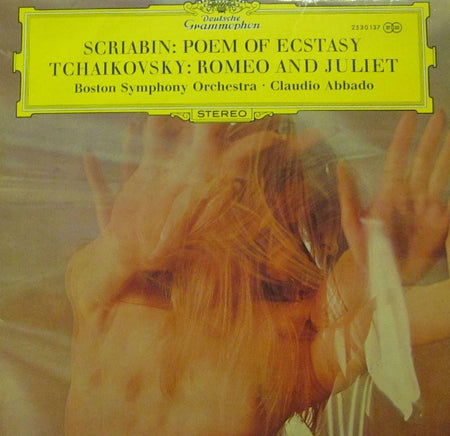 Deutsche
Grammophon
2530 137
SCRIABIN: POEM OF ECSTASY
TCHAIKOVSKY: ROMEO AND JULIET
Boston Symphony Orchestra · Claudio Abbado
STEREO